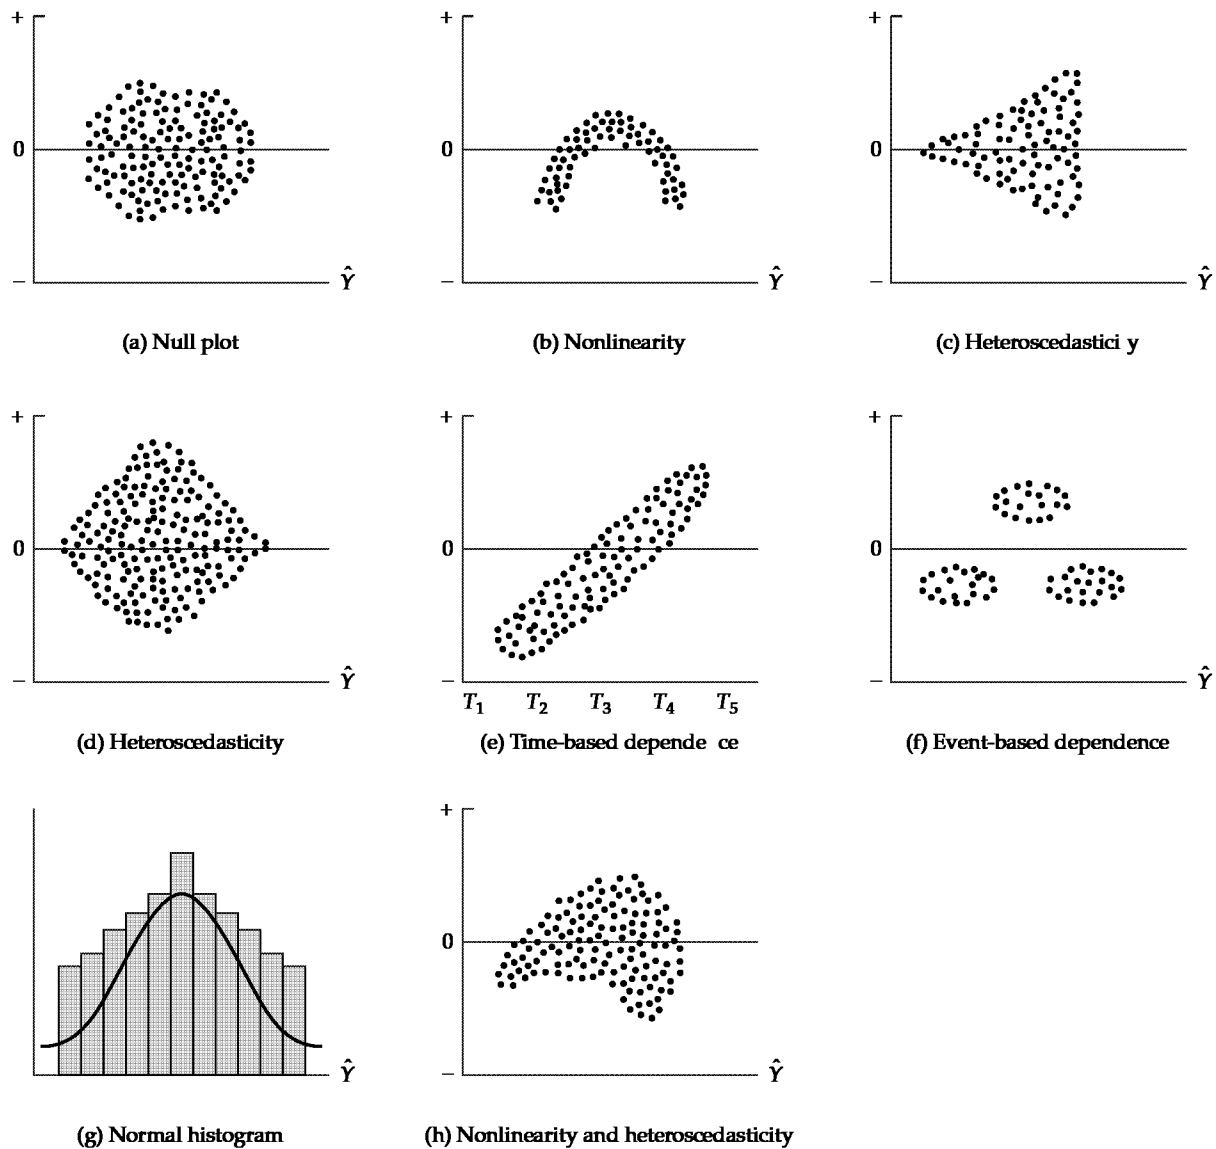 + + +
0 0 0
− Ŷ − Ŷ − Ŷ
(a) Null plot (b) Nonlinearity (c) Heteroscedastici y
+ + +
0 0 0
− Ŷ − − Ŷ
T1 T2 T3 T4 T5
(d) Heteroscedasticity (e) Time-based depende ce (f) Event-based dependence
+
0
Ŷ − Ŷ
(g) Normal histogram (h) Nonlinearity and heteroscedasticity